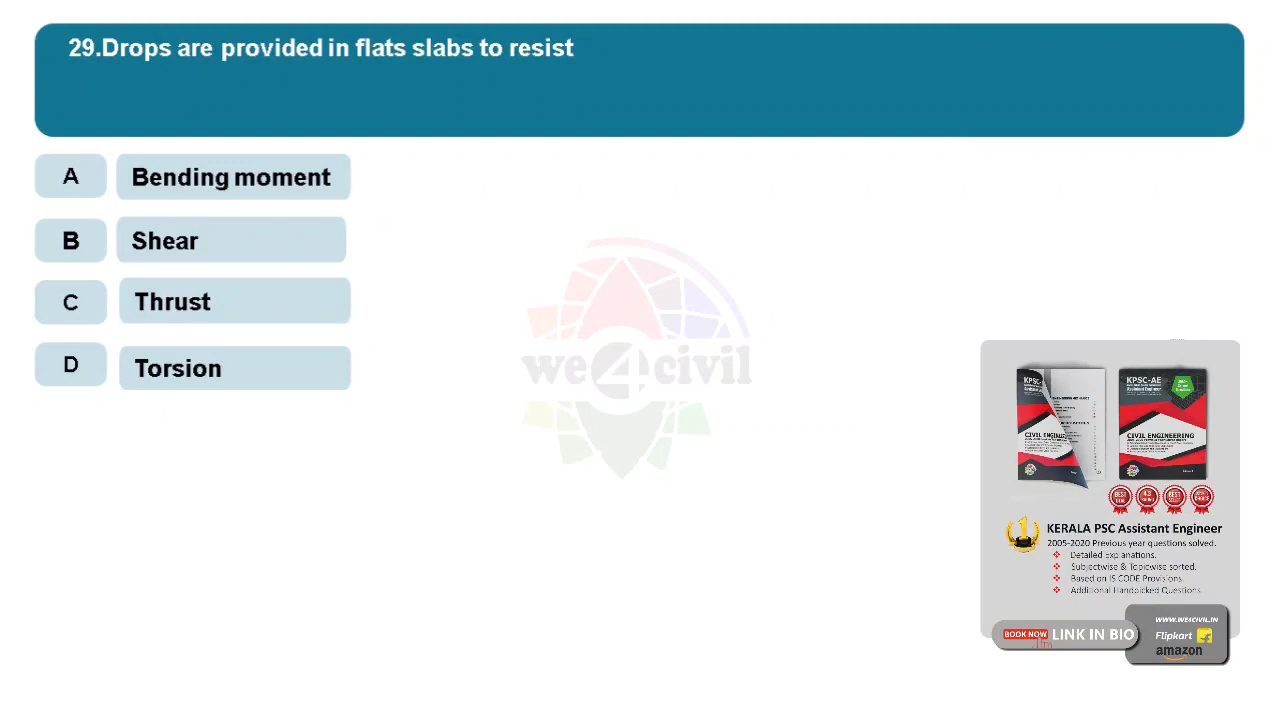 29.Drops are provided in flats slabs to resist
A Bending moment
B Shear
C Thrust
D Torsion
we4civil
KPSC-AE
Assistant Engineer
CIVIL ENGINEERING
KERALA PSC Assistant Engineer
2005-2020 Previous year questions solved.
Detailed Explanations.
Subjectwise & Topicwise sorted.
Based on IS CODE Provisions
Additional Handpicked Questions
BOOK NOW LINK IN BIO
WWW.WE4CIVIL.IN
Flipkart
amazon